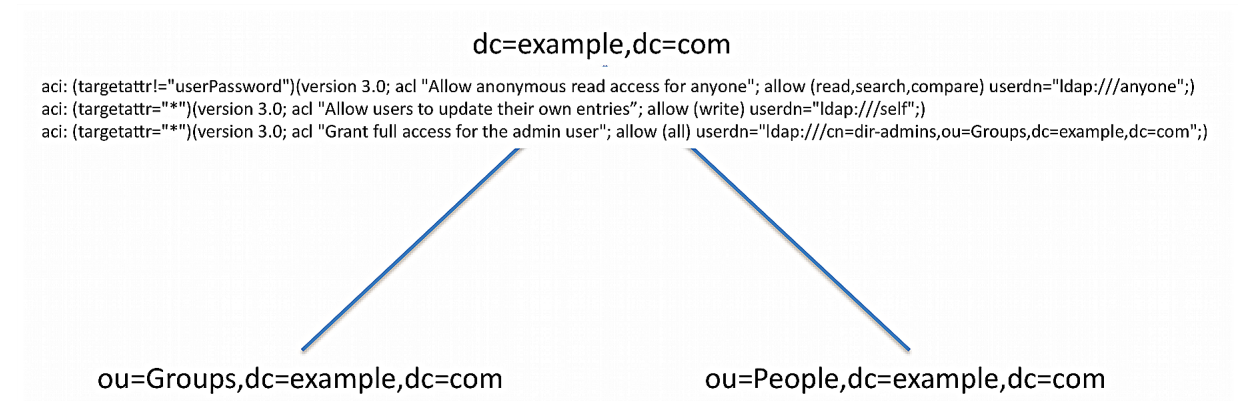 dc=example,dc=com
aci: (targetattr!="userPassword")(version 3.0; acl "Allow anonymous read access for anyone"; allow (read,search,compare) userdn="ldap:///anyone";)
aci: (targetattr="*")(version 3.0; acl "Allow users to update their own entries”; allow (write) userdn="ldap:///self";)
aci: (targetattr="*")(version 3.0; acl "Grant full access for the admin user"; allow (all) userdn="ldap:///cn=dir-admins,ou=Groups,dc=example,dc=com";)
ou=Groups,dc=example,dc=com
ou=People,dc=example,dc=com